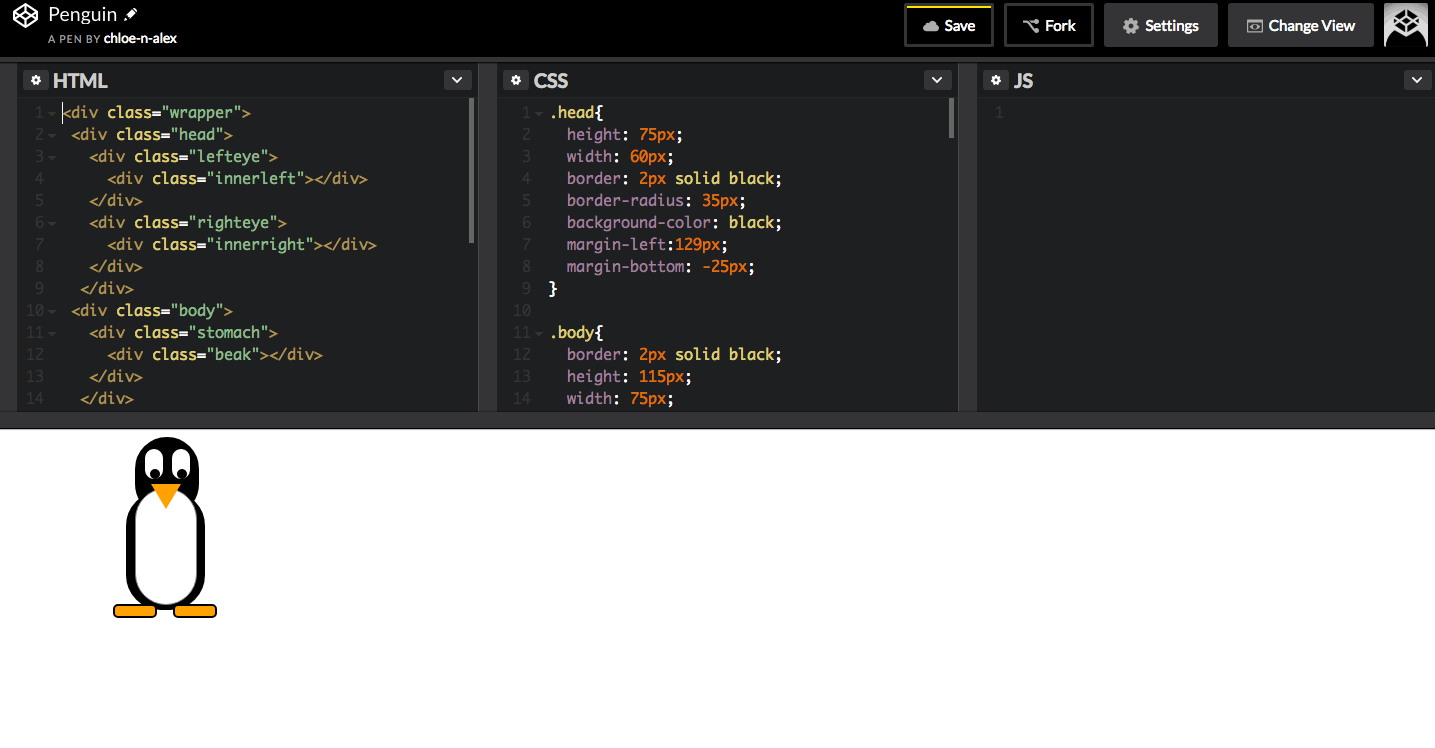 Penguin
A PEN BY chloe-n-alex
Save
Fork
Settings
Change View
HTML
1 <div class="wrapper">
2 <div class="head">
3 <div class="lefteye">
4 <div class="innerleft"></div>
5 </div>
6 <div class="righteye">
7 <div class="innerright"></div>
8 </div>
9 </div>
10 <div class="body">
11 <div class="stomach">
12 <div class="beak"></div>
13 </div>
14 </div>
CSS
1 .head{
2 height: 75px;
3 width: 60px;
4 border: 2px solid black;
5 border-radius: 35px;
6 background-color: black;
7 margin-left:129px;
8 margin-bottom: -25px;
9 }
10
11 .body{
12 border: 2px solid black;
13 height: 115px;
14 width: 75px;
JS
1